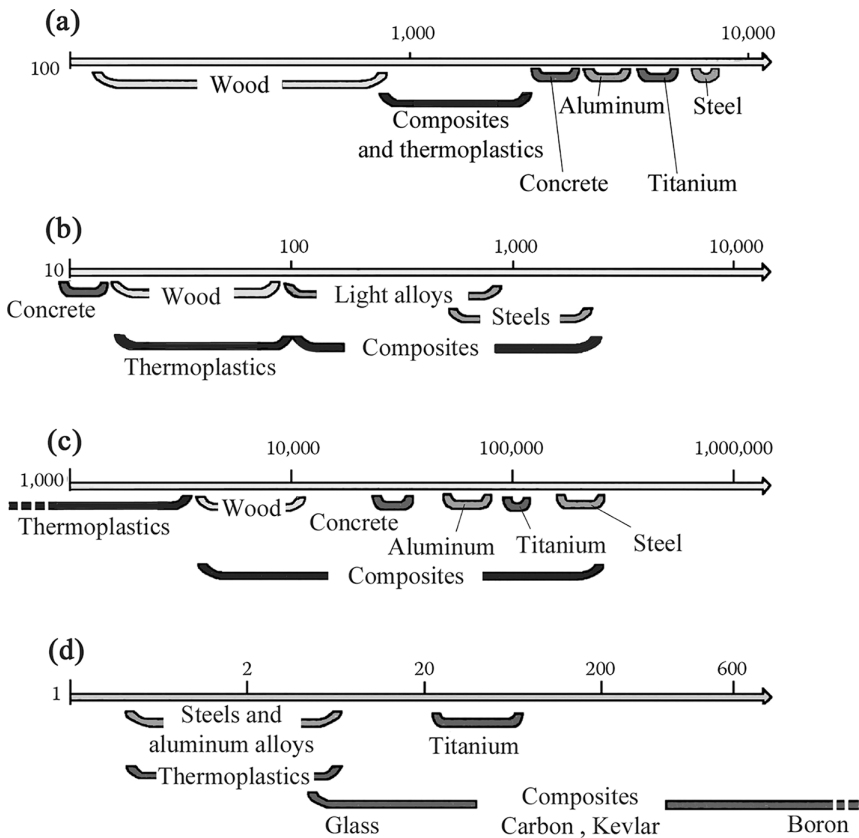 (a)
1,000 10,000
100
Wood Aluminum Steel
Composites
and thermoplastics
Concrete Titanium
(b)
100 1,000 10,000
10
Concrete Wood Light alloys
Steels
Thermoplastics Composites
(c)
10,000 100,000 1,000,000
1,000
Thermoplastics Wood Concrete
Aluminum Titanium Steel
Composites
(d)
2 20 200 600
1
Steels and
aluminum alloys
Titanium
Thermoplastics
Composites
Glass Carbon , Kevlar Boron